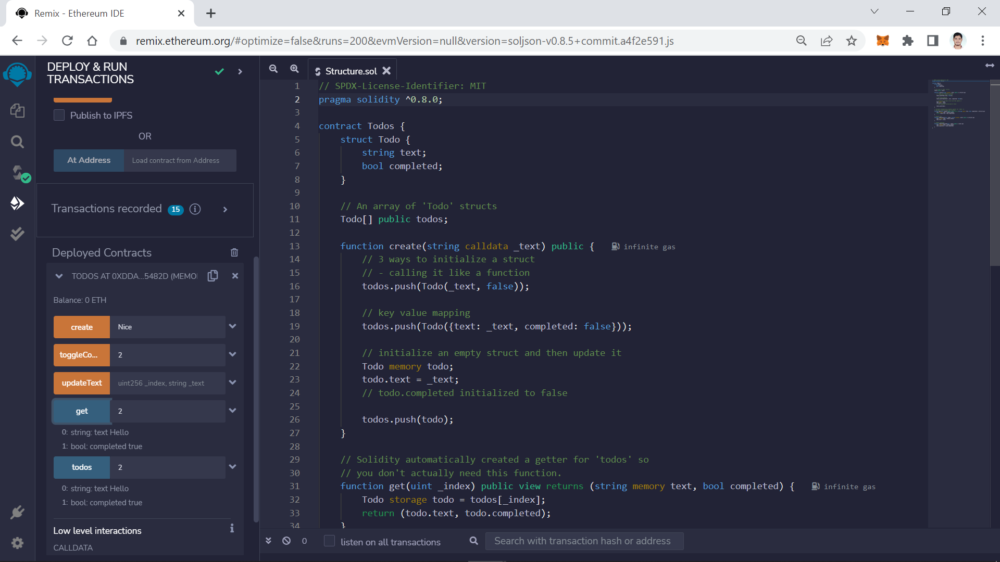 Remix - Ethereum IDE
remix.ethereum.org/#optimize=false&runs=200&evmVersion=null&version=soljson-v0.8.5+commit.a4f2e591.js
DEPLOY & RUN
TRANSACTIONS
Publish to IPFS
OR
At Address Load contract from Address
Transactions recorded 15
Deployed Contracts
TODOS AT 0XDDA...5482D (MEMO
Balance: 0 ETH
create Nice
toggleCo... 2
updateText uint256 _index, string _text
get 2
0: string: text Hello
1: bool: completed true
todos 2
0: string: text Hello
1: bool: completed true
Low level interactions
CALLDATA
Structure.sol
1 // SPDX-License-Identifier: MIT
2 pragma solidity ^0.8.0;
3
4 contract Todos {
5 struct Todo {
6 string text;
7 bool completed;
8 }
9
10 // An array of 'Todo' structs
11 Todo[] public todos;
12
13 function create(string calldata _text) public { infinite gas
14 // 3 ways to initialize a struct
15 // - calling it like a function
16 todos.push(Todo(_text, false));
17
18 // key value mapping
19 todos.push(Todo({text: _text, completed: false}));
20
21 // initialize an empty struct and then update it
22 Todo memory todo;
23 todo.text = _text;
24 // todo.completed initialized to false
25
26 todos.push(todo);
27 }
28
29 // Solidity automatically created a getter for 'todos' so
30 // you don't actually need this function.
31 function get(uint _index) public view returns (string memory text, bool completed) { infinite gas
32 Todo storage todo = todos[_index];
33 return (todo.text, todo.completed);
34 }
0 listen on all transactions Search with transaction hash or address